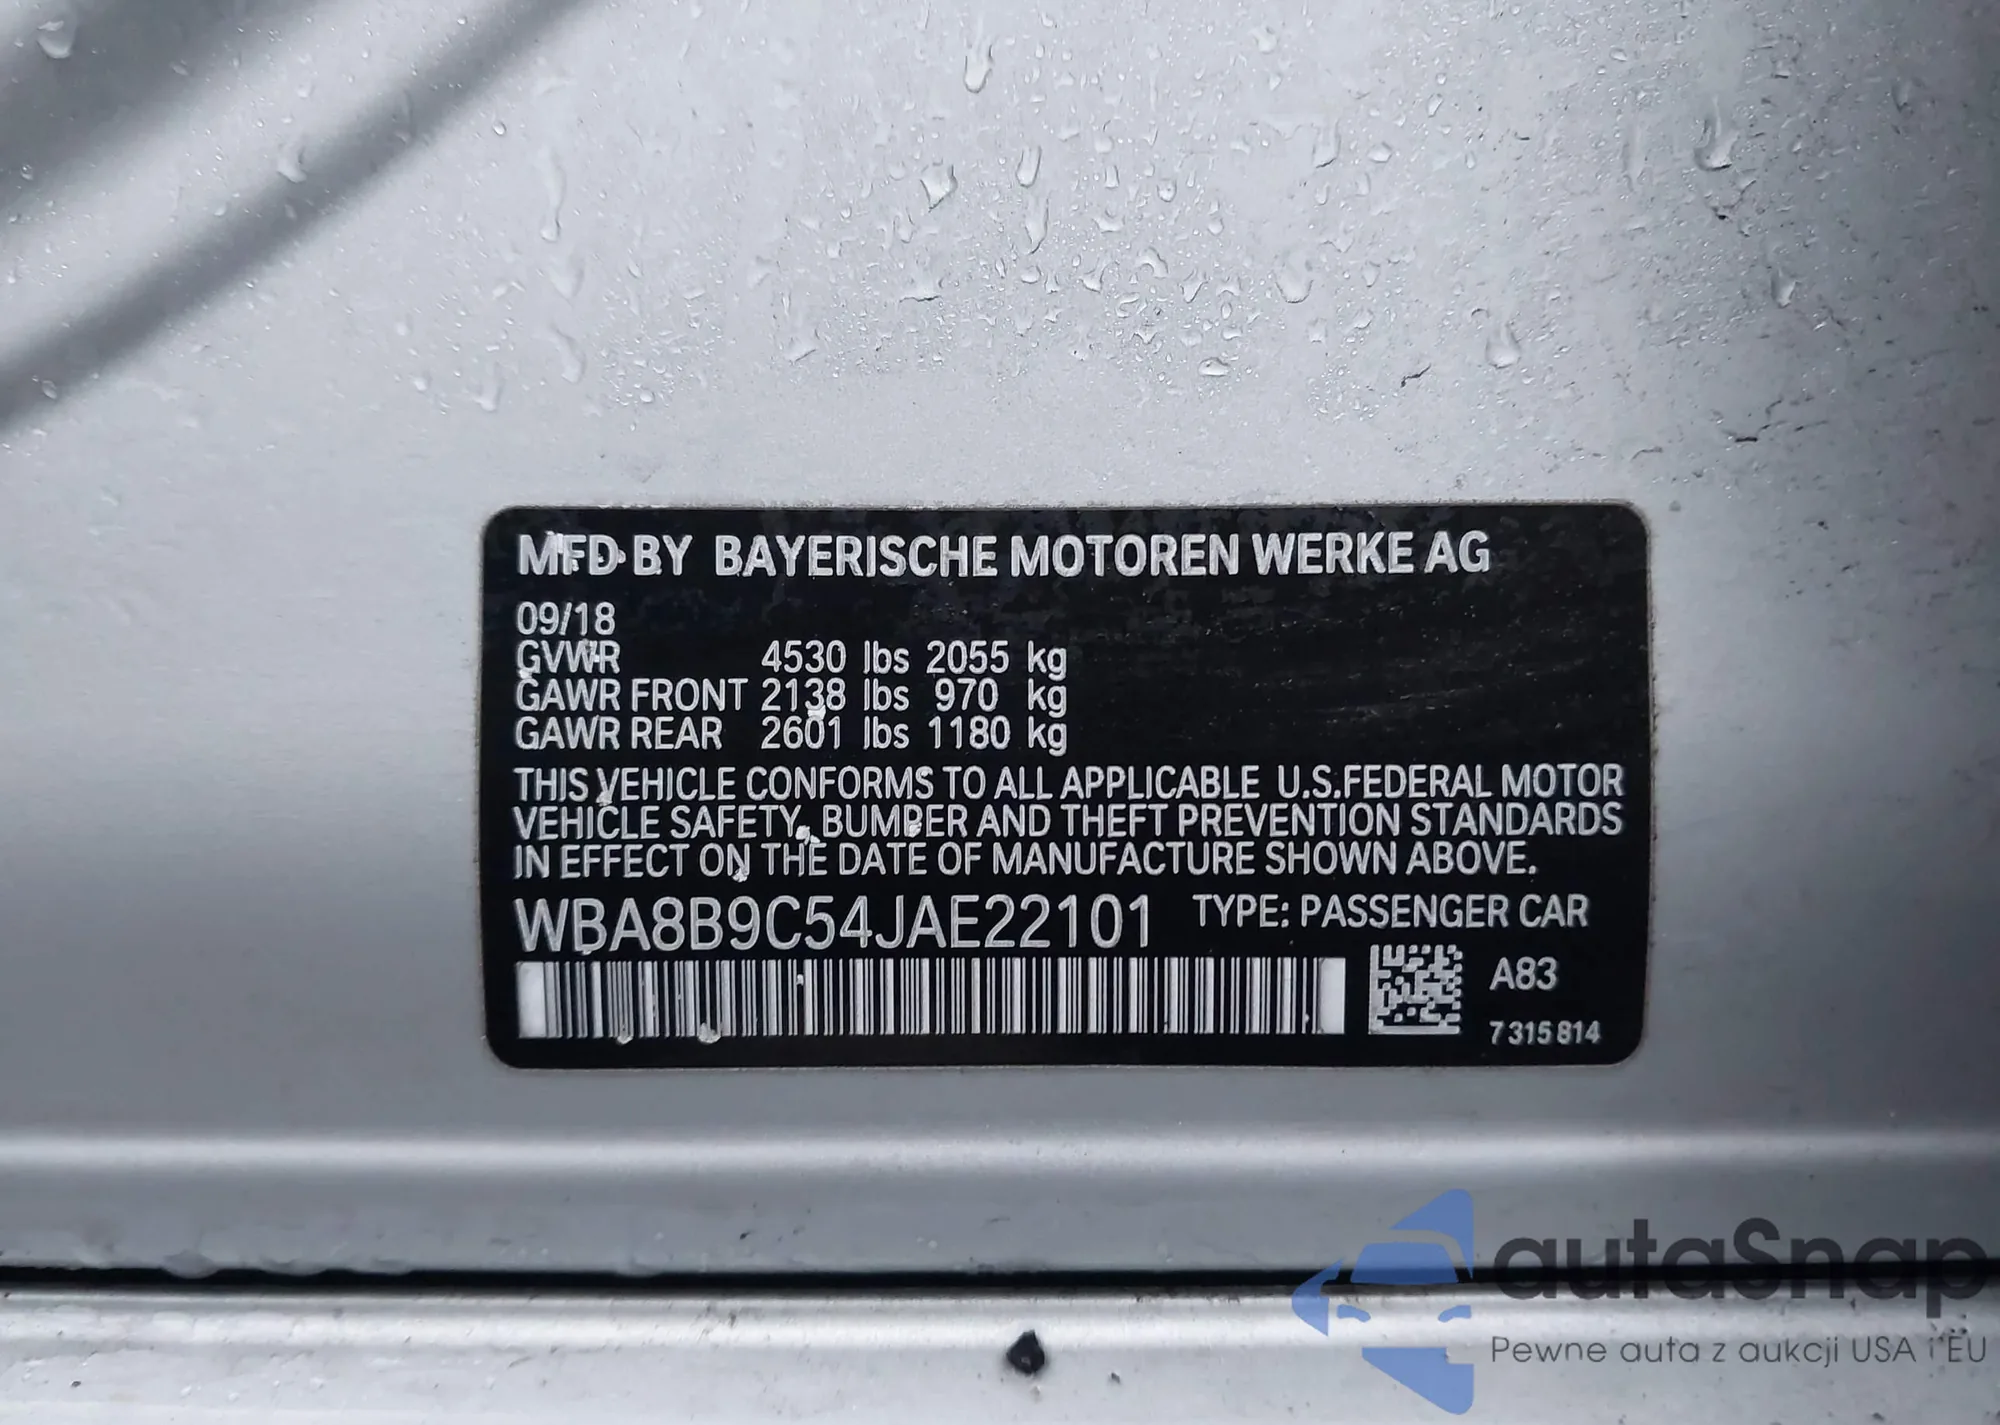 MFD BY BAYERISCHE MOTOREN WERKE AG
09/18
GVWR 4530 lbs 2055 kg
GAWR FRONT 2138 lbs 970 kg
GAWR REAR 2601 lbs 1180 kg
THIS VEHICLE CONFORMS TO ALL APPLICABLE U.S.FEDERAL MOTOR
VEHICLE SAFETY, BUMPER AND THEFT PREVENTION STANDARDS
IN EFFECT ON THE DATE OF MANUFACTURE SHOWN ABOVE.
WBA8B9C54JAE22101 TYPE: PASSENGER CAR
A83
7315814
autaSnap
Pewne auta z aukcji USA i EU